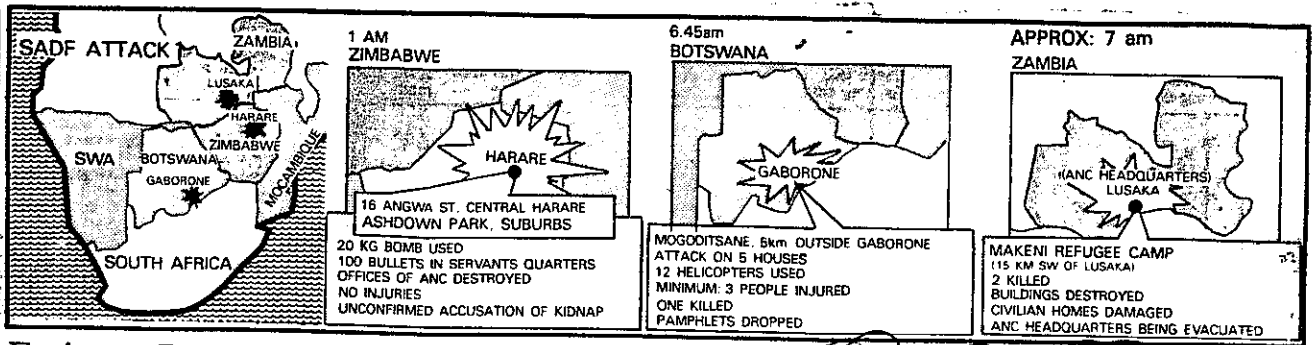 SADF ATTACK
ZAMBIA
LUSAKA
HARARE
ZIMBABWE
SWA
BOTSWANA
GABORONE
MOCAMBIQUE
SOUTH AFRICA
1 AM
ZIMBABWE
HARARE
16 ANGWA ST. CENTRAL HARARE
ASHDOWN PARK, SUBURBS
20 KG BOMB USED
100 BULLETS IN SERVANTS QUARTERS
OFFICES OF ANC DESTROYED
NO INJURIES
UNCONFIRMED ACCUSATION OF KIDNAP
6.45am
BOTSWANA
GABORONE
MOGODITSANE, 5km OUTSIDE GABORONE
ATTACK ON 5 HOUSES
12 HELICOPTERS USED
MINIMUM: 3 PEOPLE INJURED
ONE KILLED
PAMPHLETS DROPPED
APPROX: 7 am
ZAMBIA
(ANC HEADQUARTERS)
LUSAKA
MAKENI REFUGEE CAMP
(15 KM SW OF LUSAKA)
2 KILLED
BUILDINGS DESTROYED
CIVILIAN HOMES DAMAGED
ANC HEADQUARTERS BEING EVACUATED